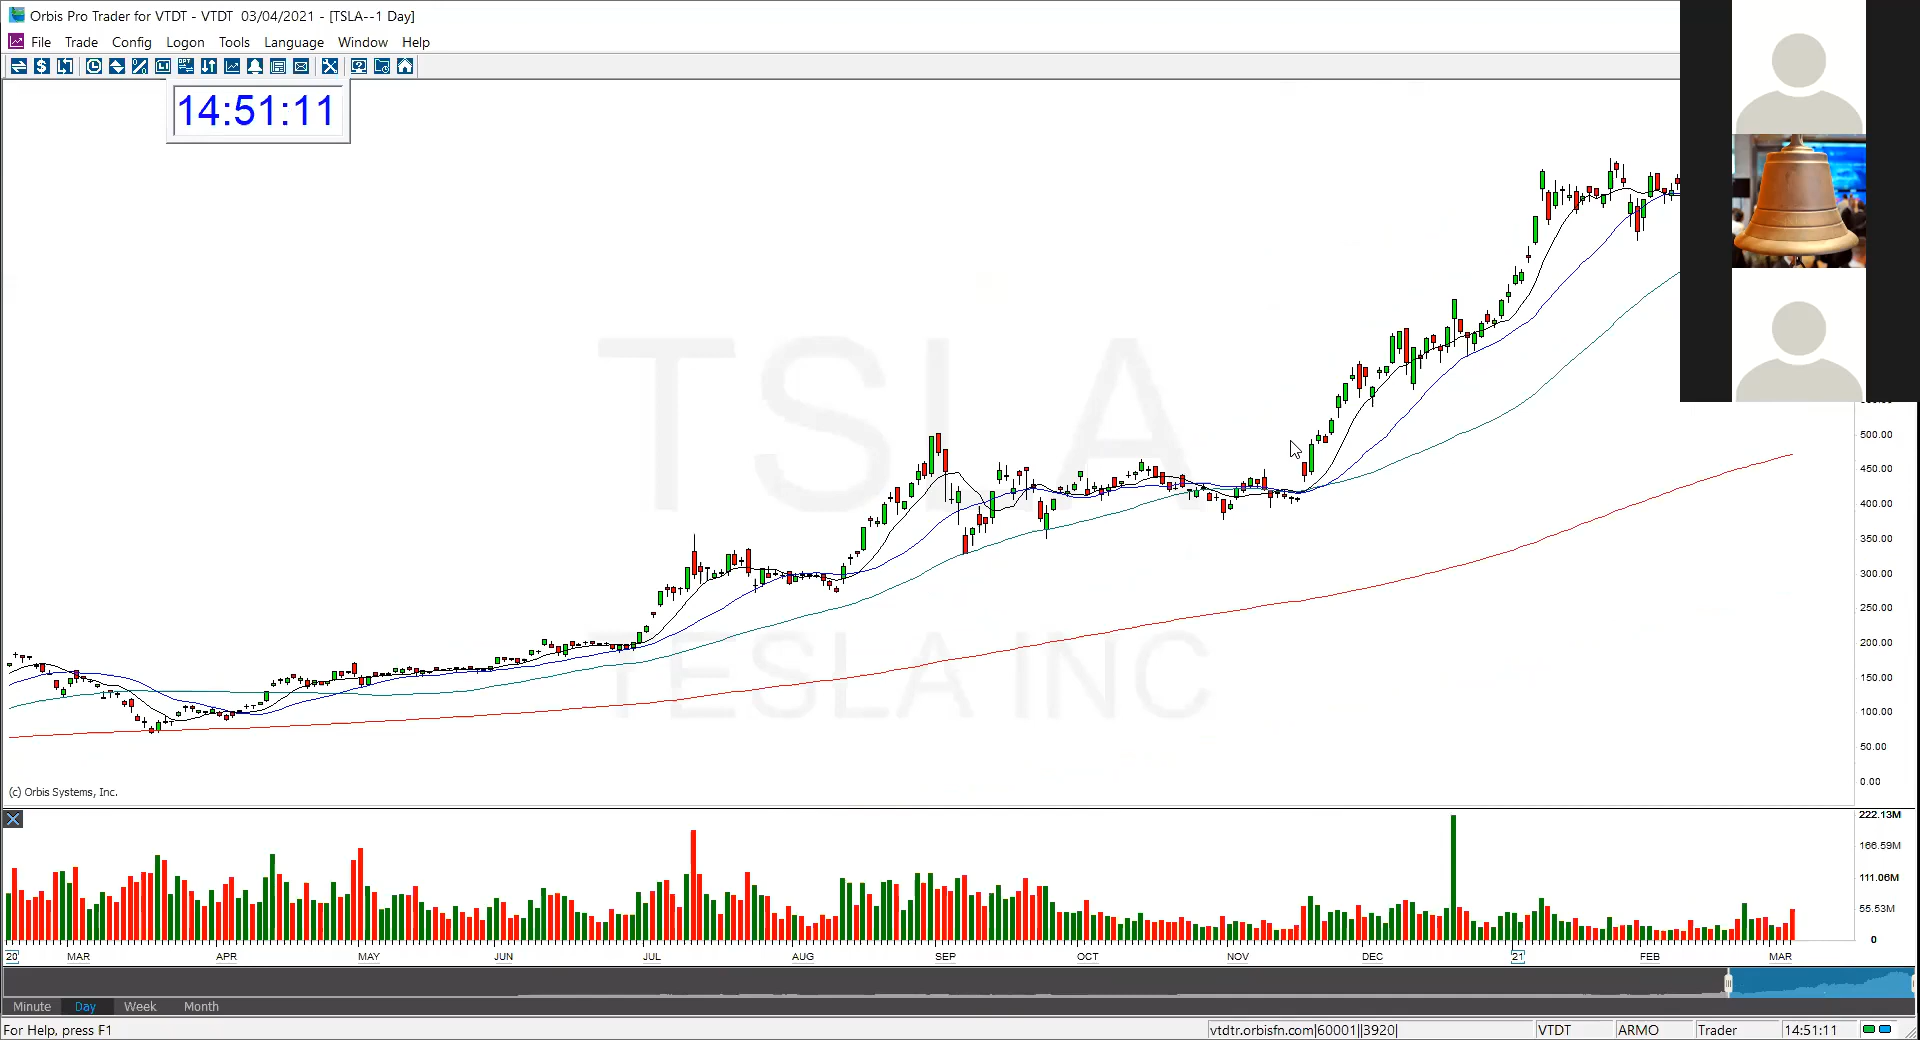 Orbis Pro Trader for VTDT - VTDT 03/04/2021 - [TSLA--1 Day]
File Trade Config Logon Tools Language Window Help
14:51:11
TSLA
TESLA INC
500.00
450.00
400.00
350.00
300.00
250.00
200.00
150.00
100.00
50.00
0.00
(c) Orbis Systems, Inc.
222.13M
166.59M
111.06M
55.53M
0
20 MAR APR MAY JUN JUL AUG SEP OCT NOV DEC 21 FEB MAR
Minute Day Week Month
For Help, press F1 vtdtr.orbisfn.com|60001||3920| VTDT ARMO Trader 14:51:11